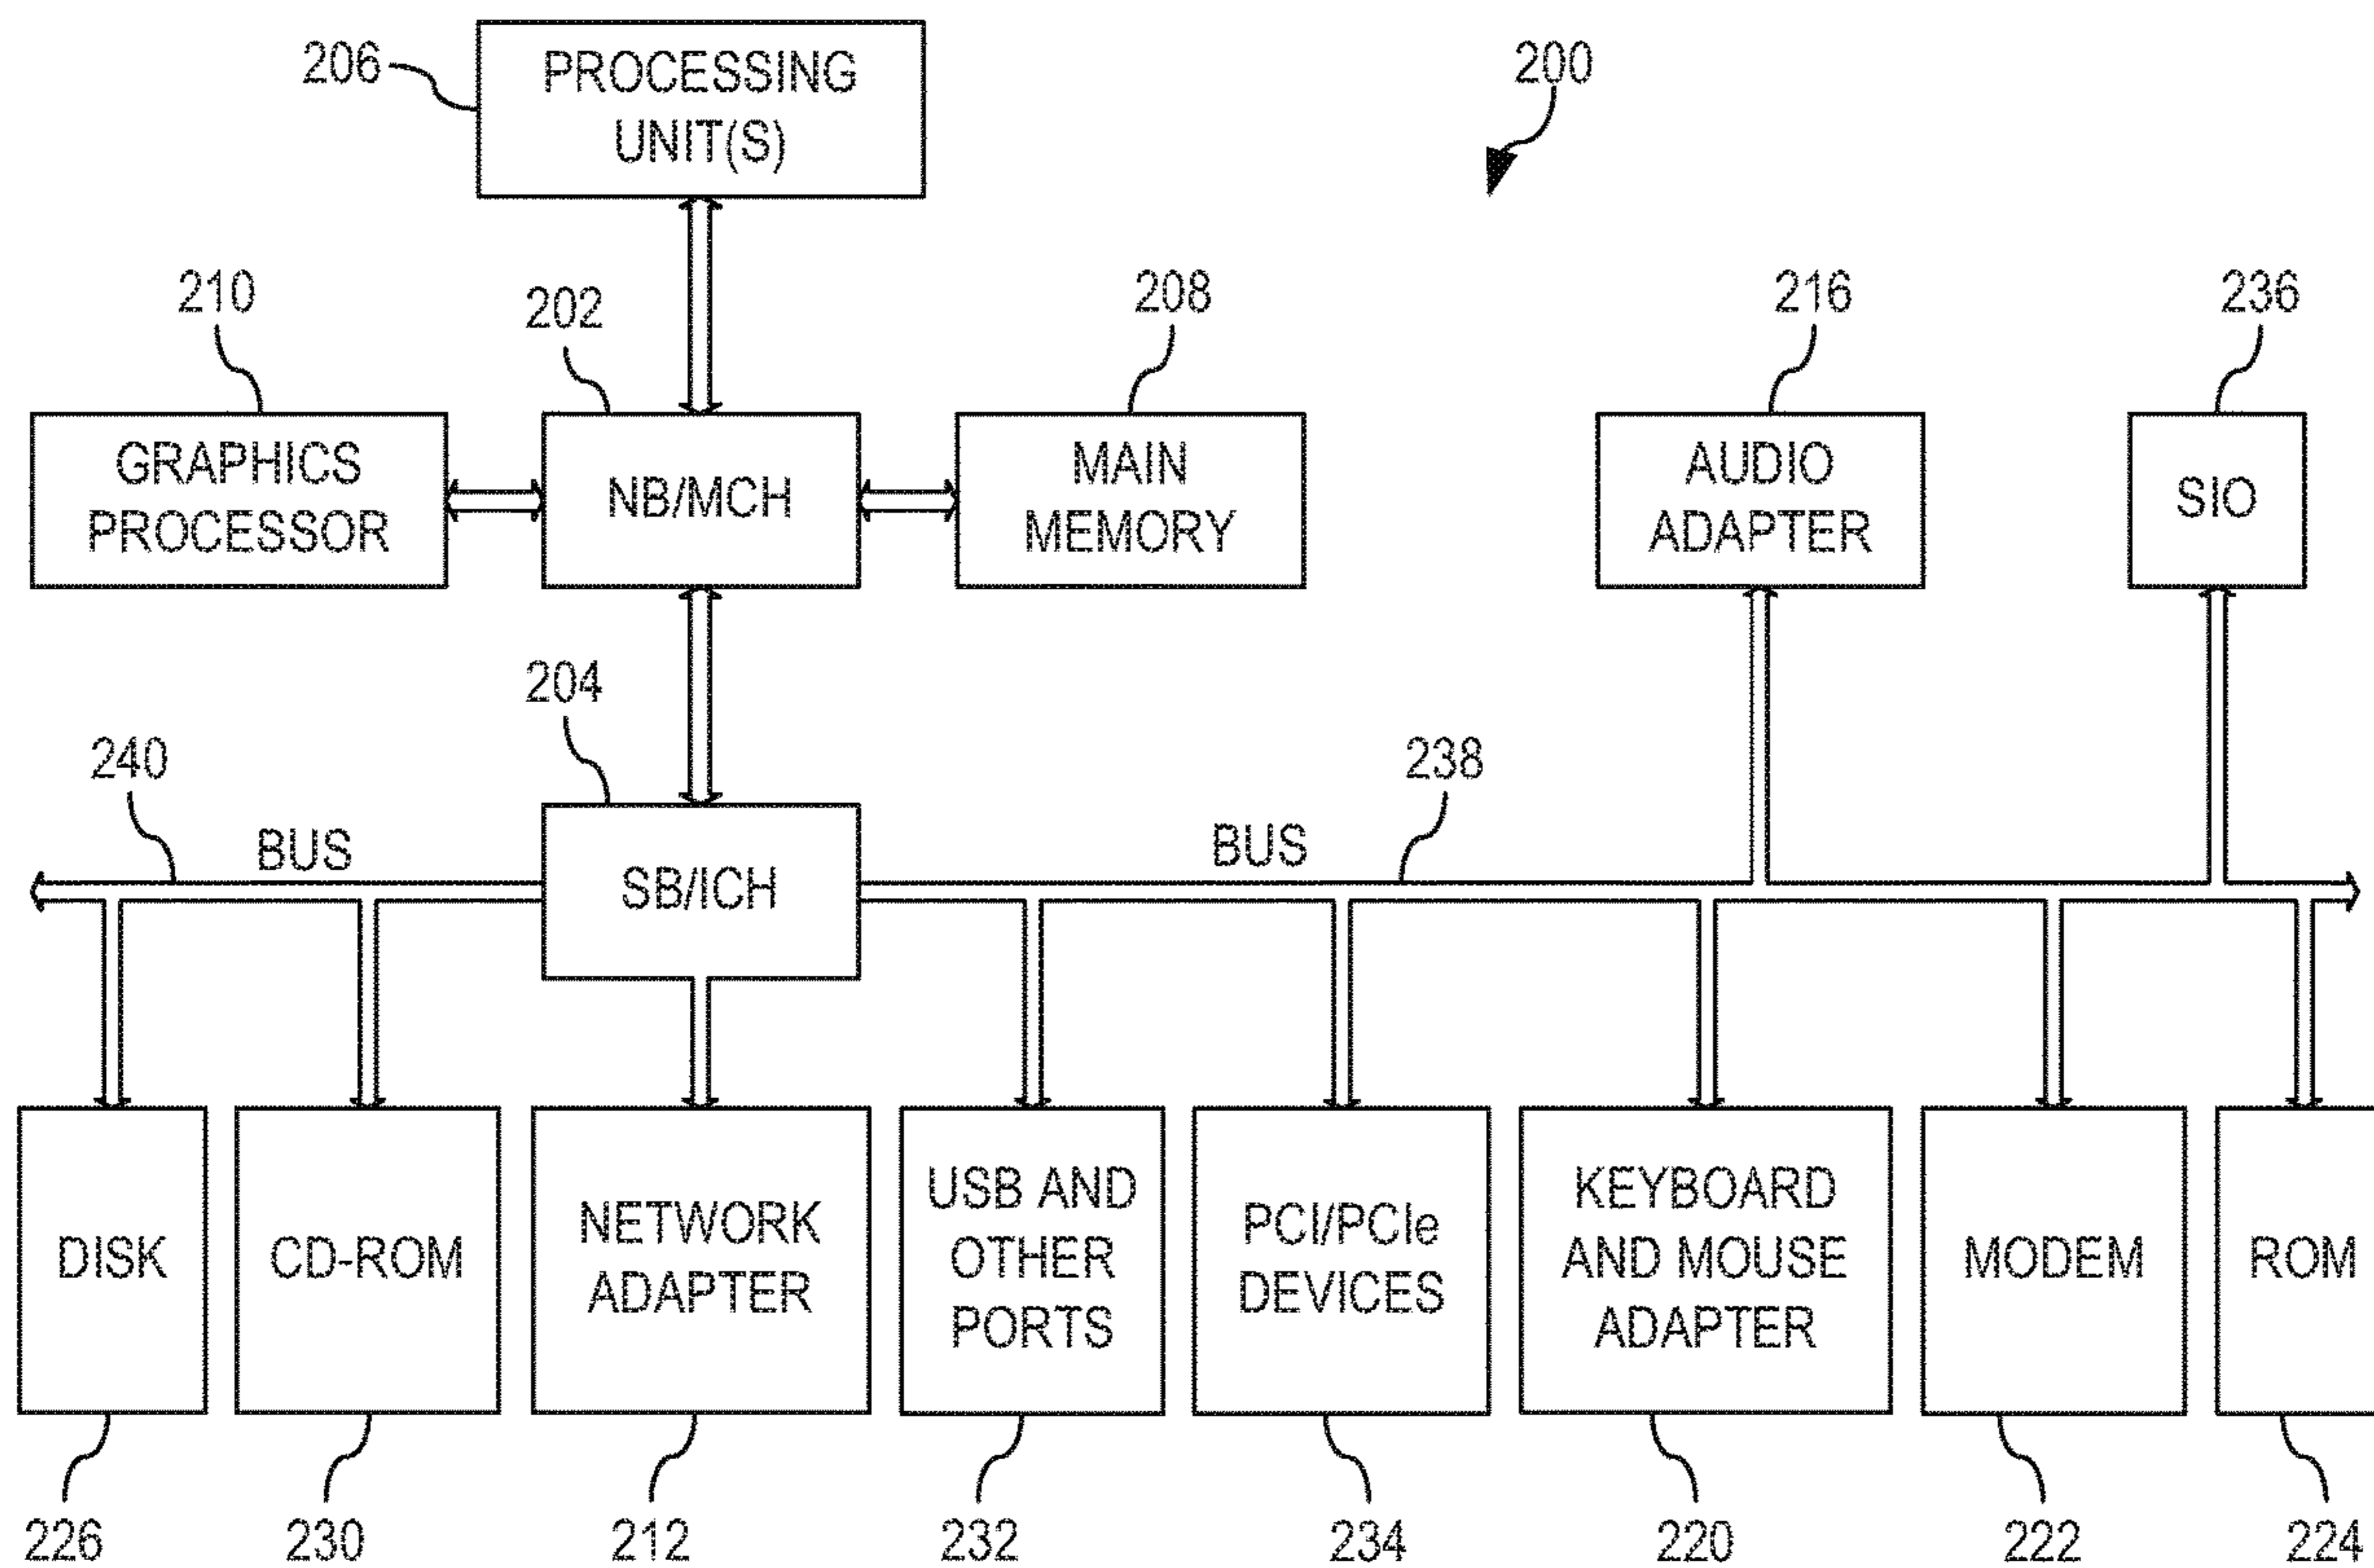 206
PROCESSING
UNIT(S)
200
210
202
208
216
236
GRAPHICS
PROCESSOR
NB/MCH
MAIN
MEMORY
AUDIO
ADAPTER
SIO
204
240
238
BUS
BUS
SB/ICH
DISK
CD-ROM
NETWORK
ADAPTER
USB AND
OTHER
PORTS
PCI/PCIe
DEVICES
KEYBOARD
AND MOUSE
ADAPTER
MODEM
ROM
226
230
212
232
234
220
222
224